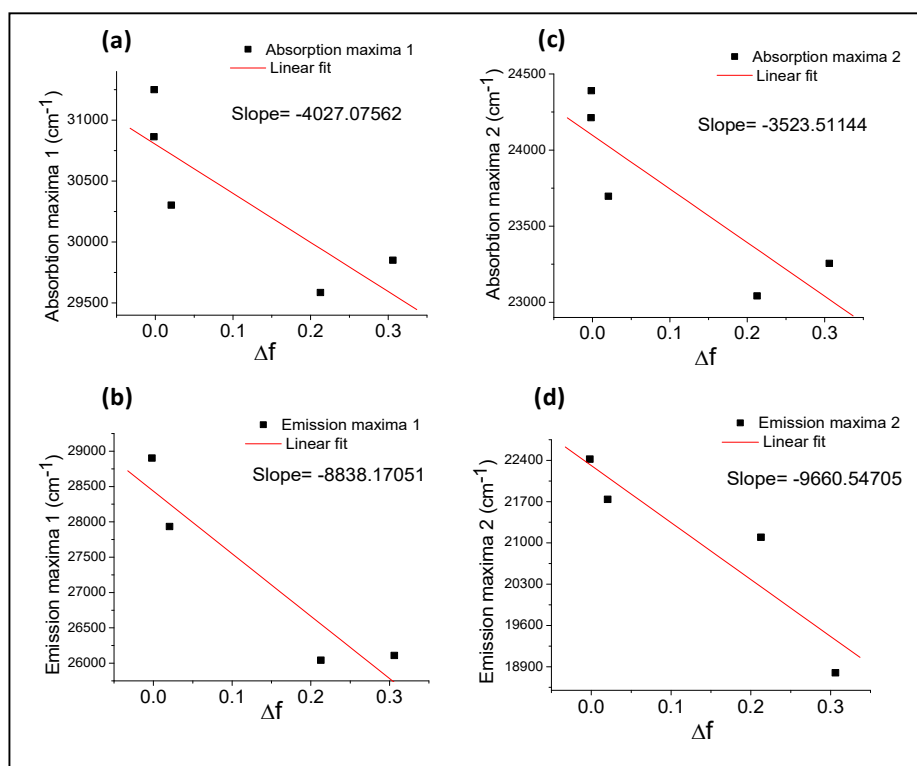 (a)
Absorption maxima 1
Linear fit
Slope= -4027.07562
31000
30500
30000
29500
0.0 0.1 0.2 0.3
Absorbtion maxima 1 (cm-1)
Δf
(c)
Absorption maxima 2
Linear fit
Slope= -3523.51144
24500
24000
23500
23000
0.0 0.1 0.2 0.3
Absorbtion maxima 2 (cm-1)
Δf
(b)
Emission maxima 1
Linear fit
Slope= -8838.17051
29000
28500
28000
27500
27000
26500
26000
0.0 0.1 0.2 0.3
Emission maxima 1 (cm-1)
Δf
(d)
Emission maxima 2
Linear fit
Slope= -9660.54705
22400
21700
21000
20300
19600
18900
0.0 0.1 0.2 0.3
Emission maxima 2 (cm-1)
Δf